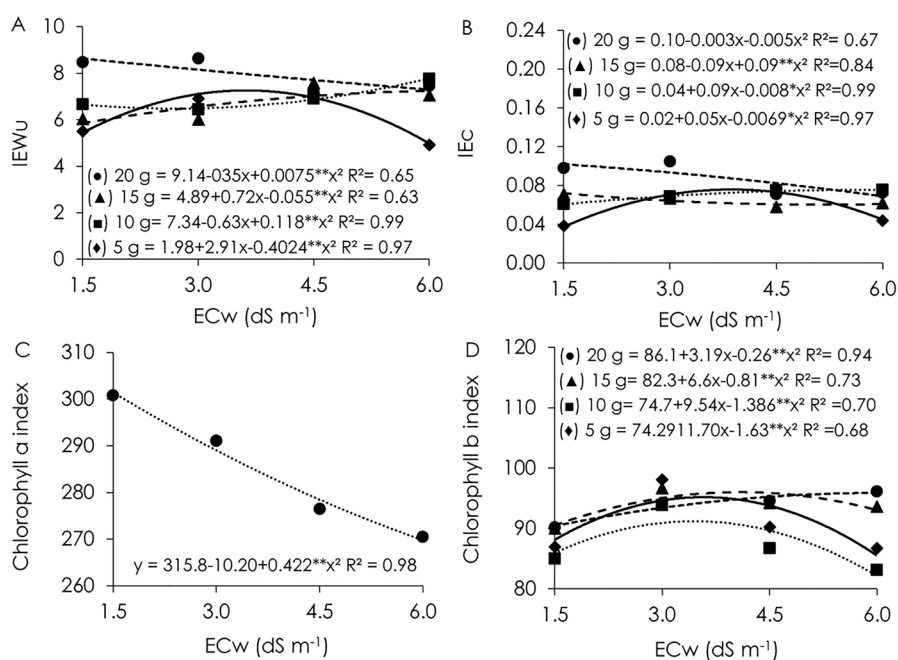 A
10
8
6
4
2
0
IEWU
(●) 20 g = 9.14-035x+0.0075**x² R²= 0.65
(▲) 15 g = 4.89+0.72x-0.055**x² R²= 0.63
(■) 10 g= 7.34-0.63x+0.118**x² R²= 0.99
(♦) 5 g = 1.98+2.91x-0.4024**x² R² = 0.97
1.5 3.0 4.5 6.0
ECw (dS m⁻¹)
B
0.24
0.20
0.16
0.12
0.08
0.04
0.00
IEc
(●) 20 g = 0.10-0.003x-0.005x² R²= 0.67
(▲) 15 g= 0.08-0.09x+0.09**x² R²=0.84
(■) 10 g= 0.04+0.09x-0.008*x² R²=0.99
(♦) 5 g = 0.02+0.05x-0.0069*x² R²=0.97
1.5 3.0 4.5 6.0
ECw (dS m⁻¹)
C
310
300
290
280
270
260
Chlorophyll a index
y = 315.8-10.20+0.422**x² R² = 0.98
1.5 3.0 4.5 6.0
ECw (dS m⁻¹)
D
120
110
100
90
80
Chlorophyll b index
(●) 20 g = 86.1+3.19x-0.26**x² R²= 0.94
(▲) 15 g= 82.3+6.6x-0.81**x² R²= 0.73
(■) 10 g= 74.7+9.54x-1.386**x² R² =0.70
(♦) 5 g = 74.2911.70x-1.63**x² R² = 0.68
1.5 3.0 4.5 6.0
ECw (dS m⁻¹)